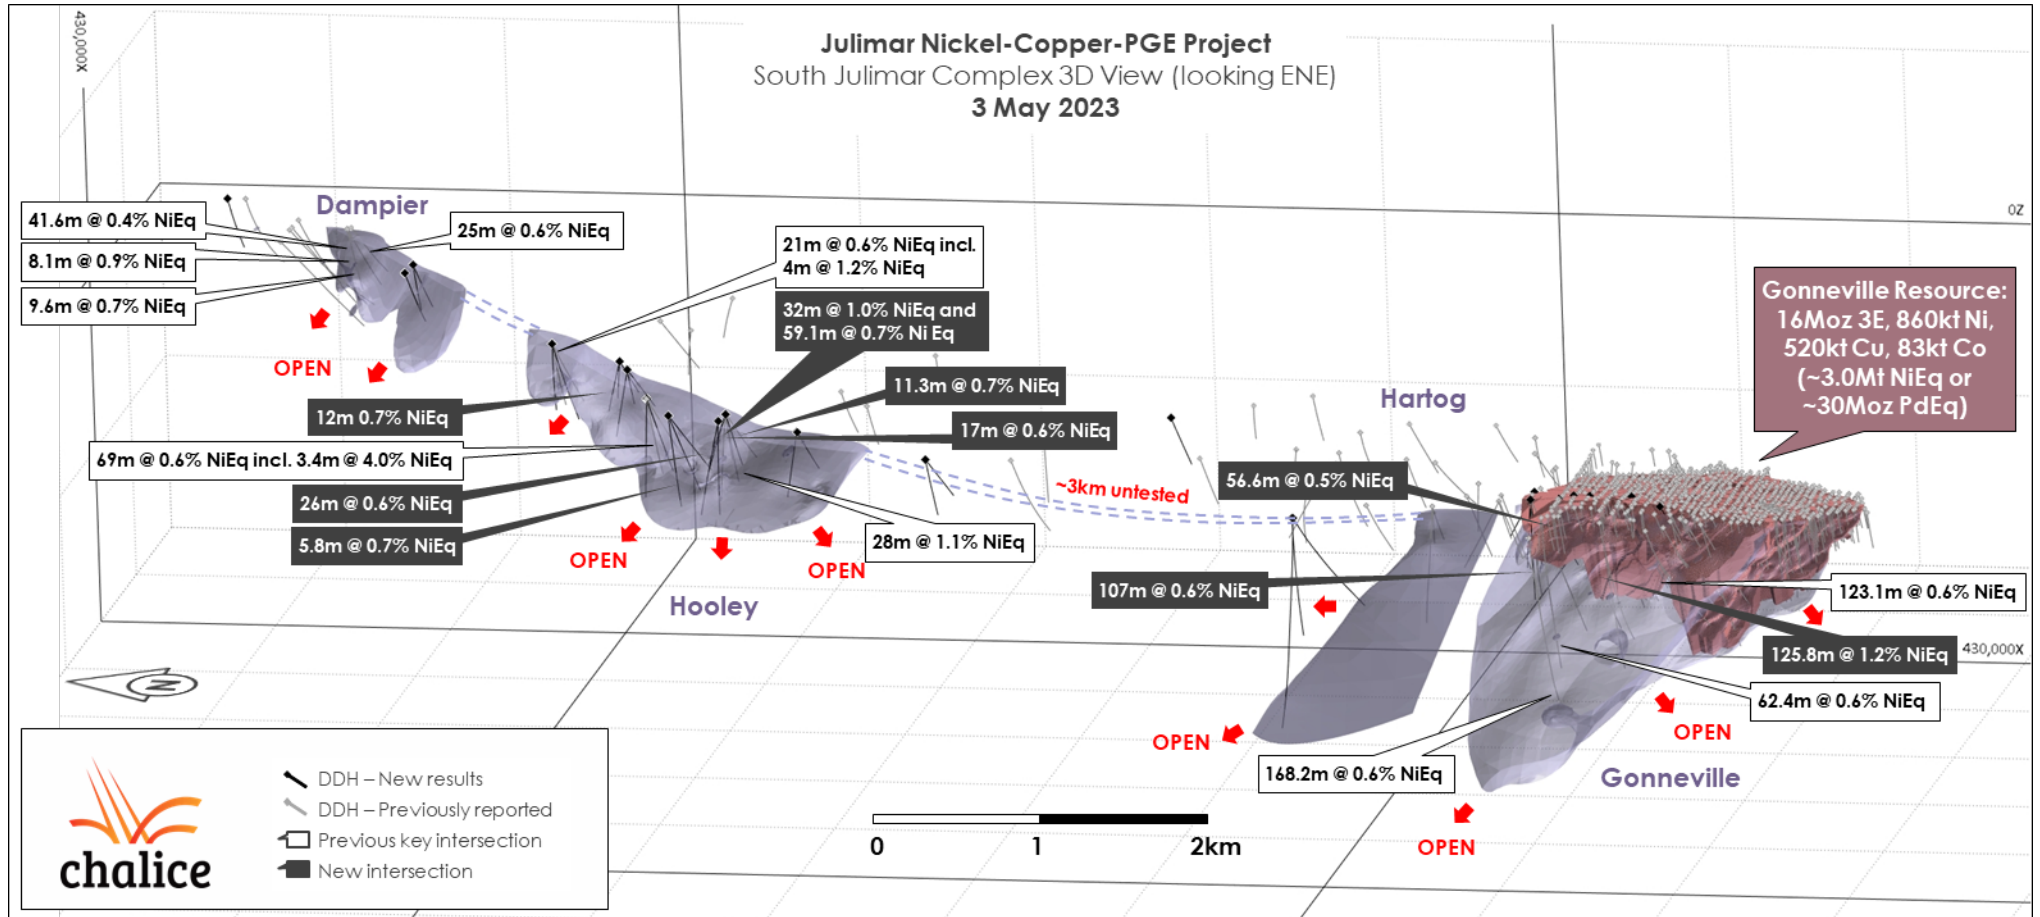 430,000X
Julimar Nickel-Copper-PGE Project
South Julimar Complex 3D View (looking ENE)
3 May 2023
0Z
Dampier
41.6m @ 0.4% NiEq
8.1m @ 0.9% NiEq
9.6m @ 0.7% NiEq
25m @ 0.6% NiEq
OPEN
21m @ 0.6% NiEq incl.
4m @ 1.2% NiEq
32m @ 1.0% NiEq and
59.1m @ 0.7% Ni Eq
11.3m @ 0.7% NiEq
17m @ 0.6% NiEq
12m 0.7% NiEq
69m @ 0.6% NiEq incl. 3.4m @ 4.0% NiEq
26m @ 0.6% NiEq
5.8m @ 0.7% NiEq
28m @ 1.1% NiEq
OPEN
OPEN
Hooley
~3km untested
Hartog
Gonneville Resource:
16Moz 3E, 860kt Ni,
520kt Cu, 83kt Co
(~3.0Mt NiEq or
~30Moz PdEq)
56.6m @ 0.5% NiEq
107m @ 0.6% NiEq
123.1m @ 0.6% NiEq
125.8m @ 1.2% NiEq
430,000X
62.4m @ 0.6% NiEq
OPEN
OPEN
168.2m @ 0.6% NiEq
Gonneville
OPEN
N
chalice
DDH – New results
DDH – Previously reported
Previous key intersection
New intersection
0
1
2km